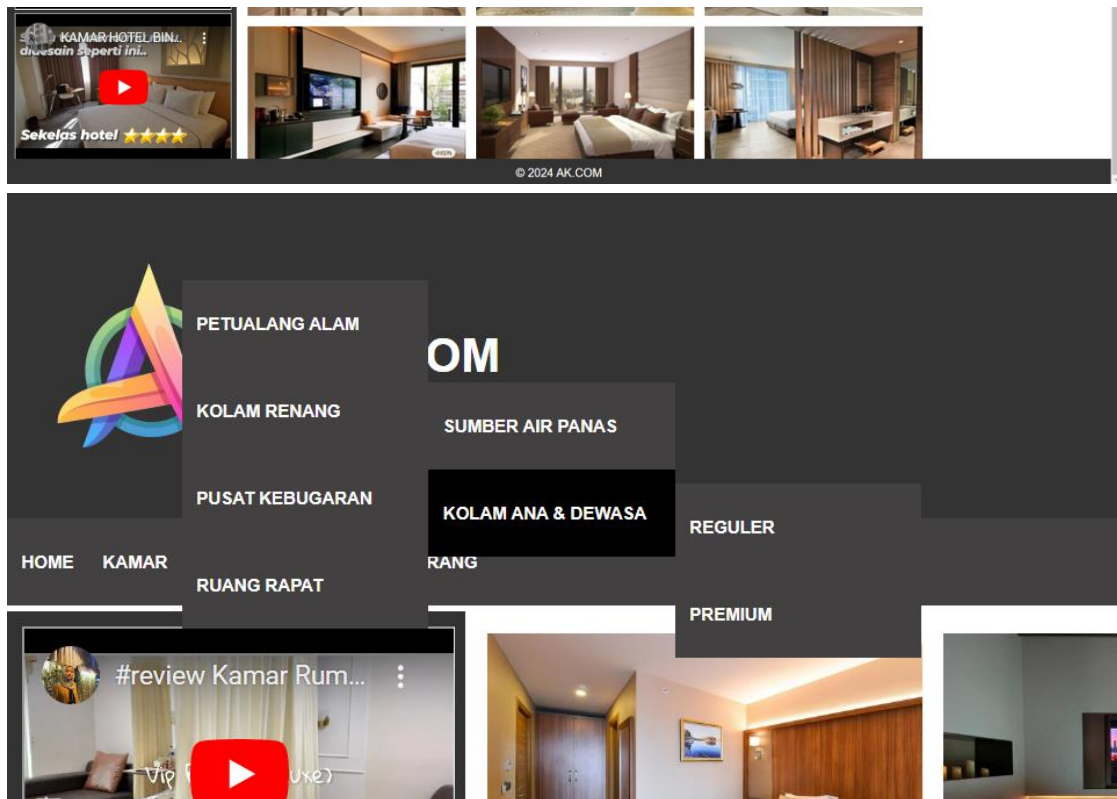 KAMAR HOTEL BIN...
didesain seperti ini..
Sekelas hotel
© 2024 AK.COM
PETUALANG ALAM
OM
KOLAM RENANG
SUMBER AIR PANAS
PUSAT KEBUGARAN
KOLAM ANA & DEWASA
REGULER
HOME
KAMAR
RANG
RUANG RAPAT
PREMIUM
#review Kamar Rum...
Vip